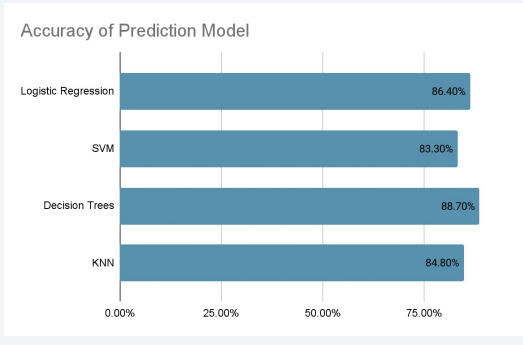 Accuracy of Prediction Model
Logistic Regression 86.40%
SVM 83.30%
Decision Trees 88.70%
KNN 84.80%
0.00% 25.00% 50.00% 75.00%